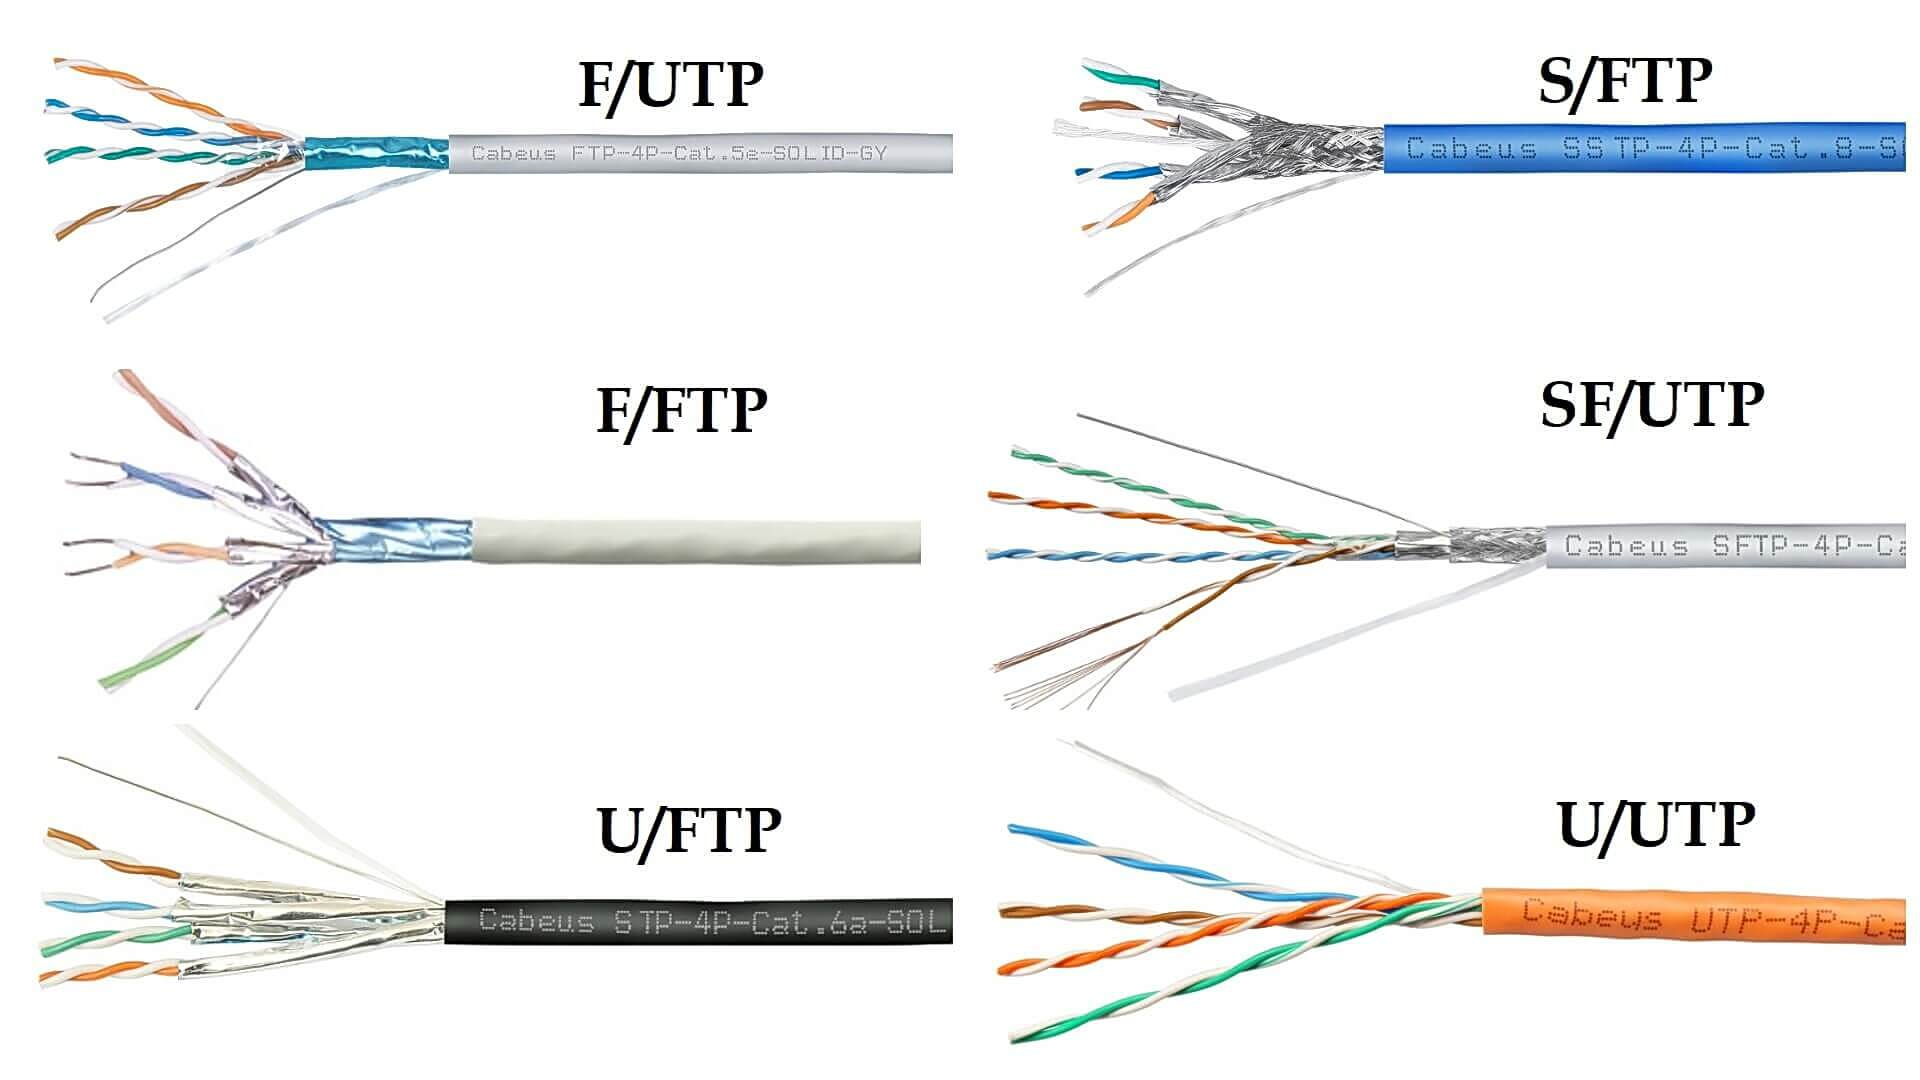 F/UTP
Cabeus FTP-4P-Cat.5e-SOLID-GY
S/FTP
Cabeus SSTP-4P-Cat.8-S
F/FTP
SF/UTP
Cabeus SFTP-4P-Ca
U/FTP
Cabeus STP-4P-Cat.6a-SOL
U/UTP
Cabeus UTP-4P-Ca